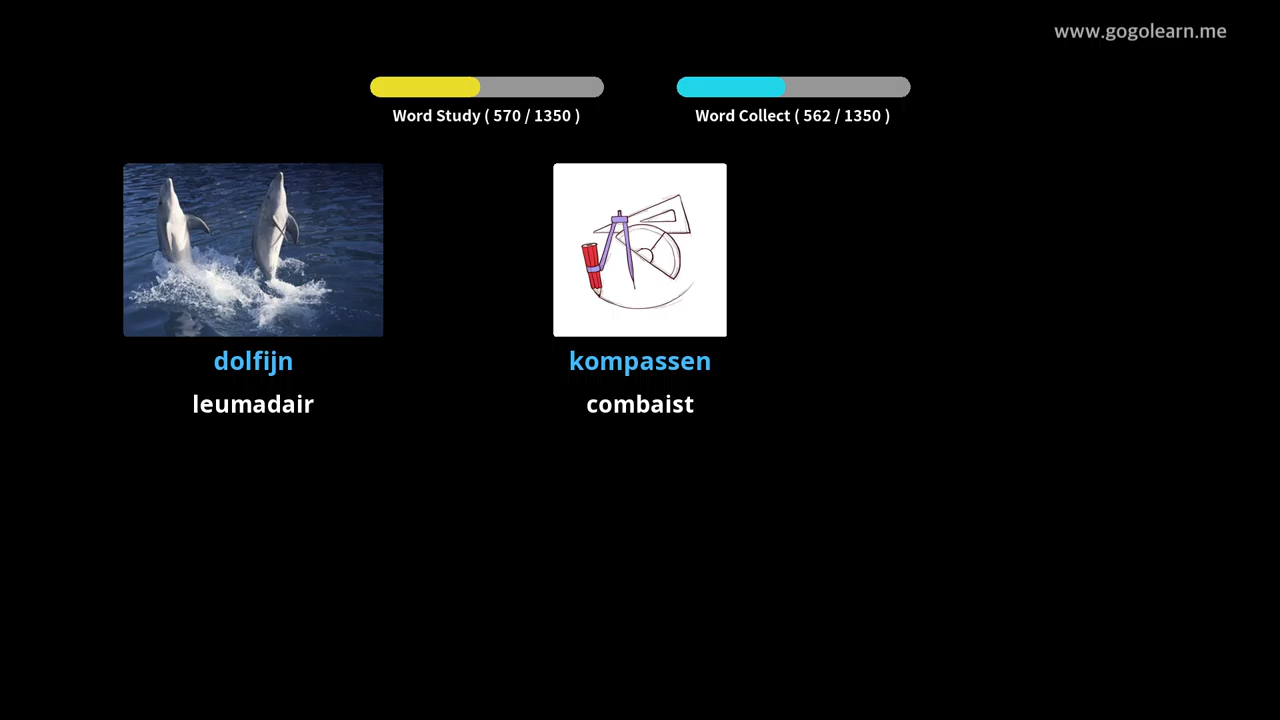 www.gogolearn.me
Word Study ( 570 / 1350 )
Word Collect ( 562 / 1350 )
dolfijn
kompassen
leumadair
combaist